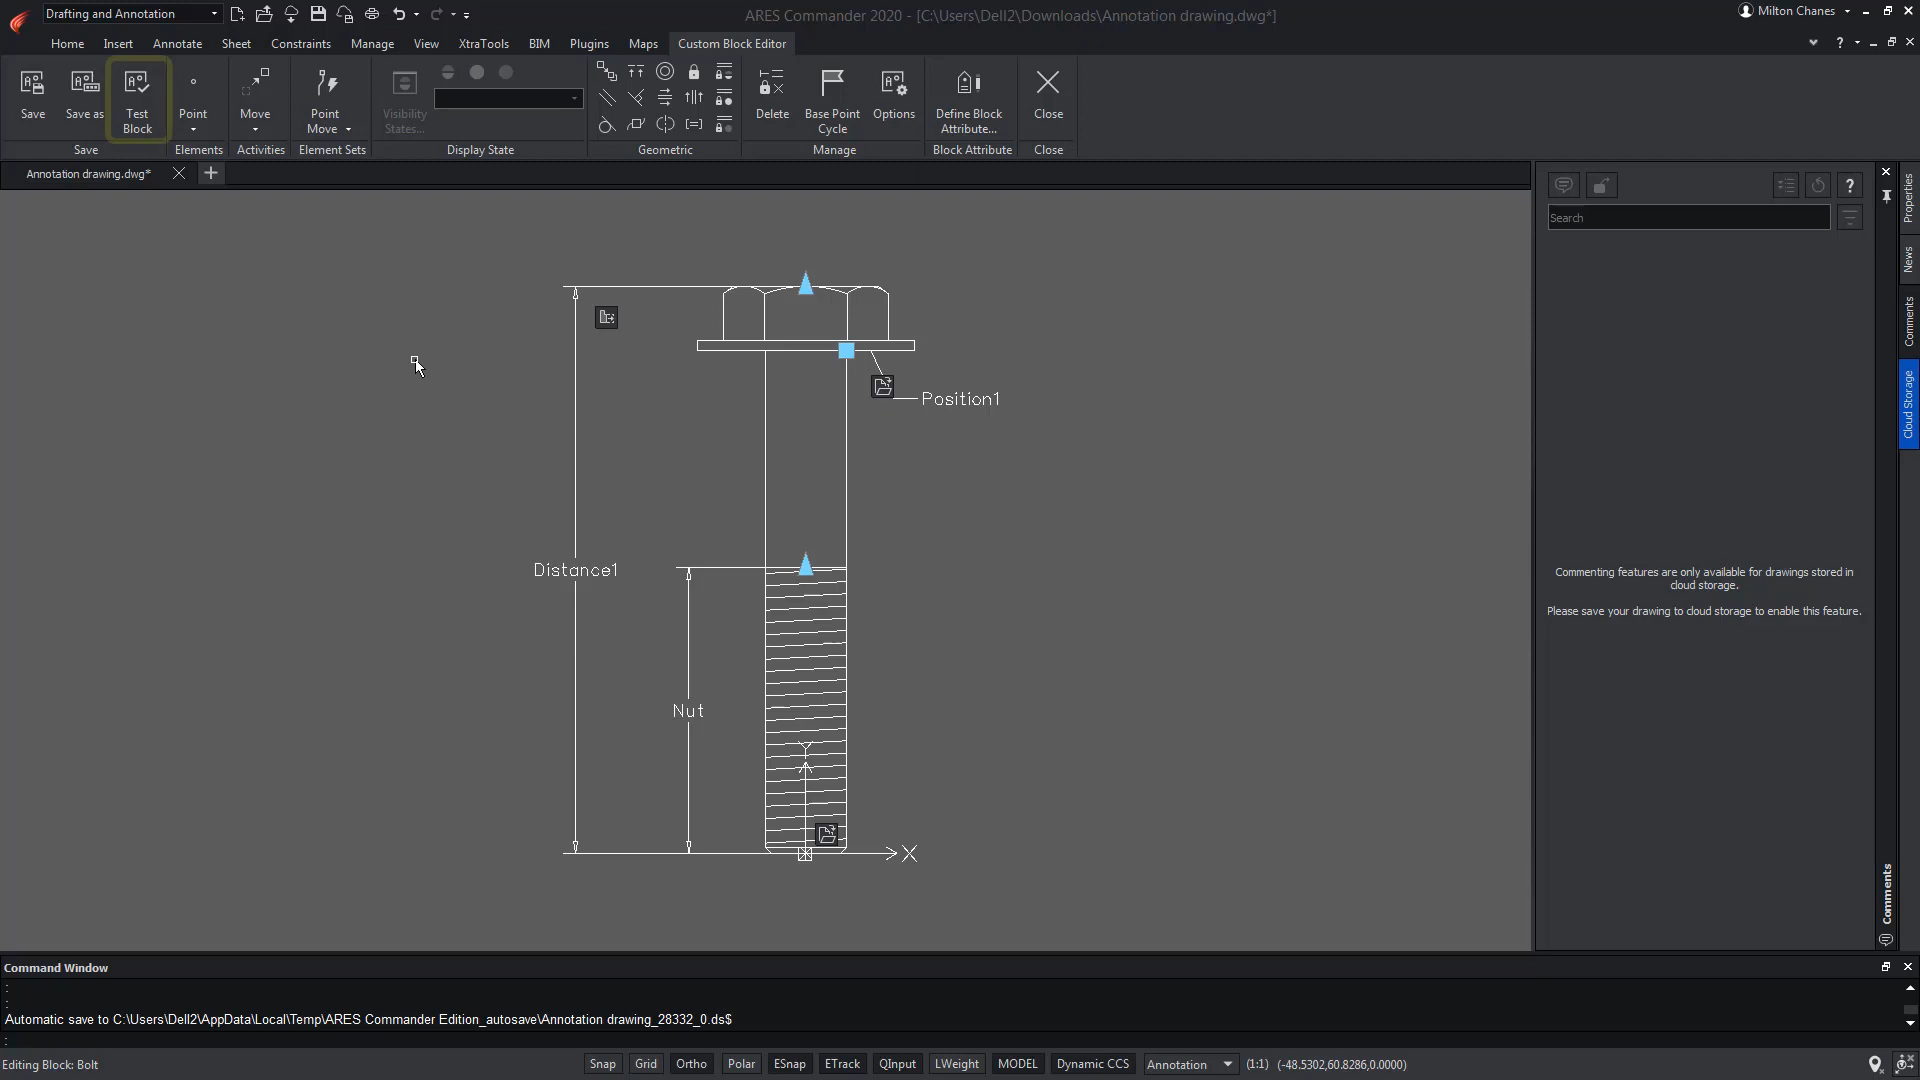 Drafting and Annotation
ARES Commander 2020 - [C:\Users\Dell2\Downloads\Annotation drawing.dwg*]
Milton Chanes
Home Insert Annotate Sheet Constraints Manage View XtraTools BIM Plugins Maps Custom Block Editor
?
Save Save as Test Block Point Move Point Move Visibility States... Delete Base Point Cycle Options Define Block Attribute... Close
Save Elements Activities Element Sets Display State Geometric Manage Block Attribute Close
Annotation drawing.dwg*
?
Search
Properties
News
Comments
Cloud Storage
Position1
Distance1
Nut
Y
X
Commenting features are only available for drawings stored in
cloud storage.
Please save your drawing to cloud storage to enable this feature.
Comments
Command Window
:
:
Automatic save to C:\Users\Dell2\AppData\Local\Temp\ARES Commander Edition_autosave\Annotation drawing_28332_0.ds$
:
Editing Block: Bolt
Snap Grid Ortho Polar ESnap ETrack QInput LWeight MODEL Dynamic CCS Annotation (1:1) (-48.5302,60.8286,0.0000)